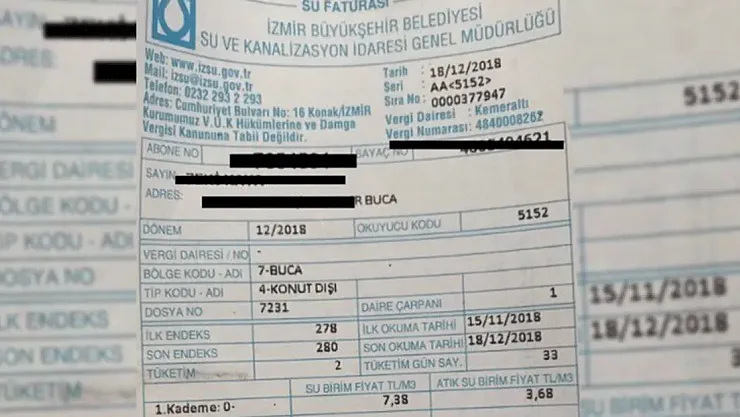 SU FATURASI
İZMİR BÜYÜKŞEHİR BELEDİYESİ
SU VE KANALİZASYON İDARESİ GENEL MÜDÜRLÜĞÜ
Web: www.izsu.gov.tr
Mail: izsu@izsu.gov.tr
Telefon: 0232 293 2 293
Adres: Cumhuriyet Bulvarı No: 16 Konak/İZMİR
Kurumumuz V.U.K Hükümlerine ve Damga
Vergisi Kanununa Tabii Değildir.
Tarih : 18/12/2018
Seri : AA<5152>
Sıra No : 0000377947
Vergi Dairesi : Kemeraltı
Vergi Numarası: 4840008262
ABONE NO
SAYAÇ NO
SAYIN
ADRES: BUCA
DÖNEM 12/2018 OKUYUCU KODU 5152
VERGİ DAİRESİ / NO -
BÖLGE KODU - ADI 7-BUCA
TİP KODU - ADI 4-KONUT DIŞI
DOSYA NO 7231 DAİRE ÇARPANI 1
İLK ENDEKS 278 İLK OKUMA TARİHİ 15/11/2018
SON ENDEKS 280 SON OKUMA TARİHİ 18/12/2018
TÜKETİM 2 TÜKETİM GÜN SAY. 33
SU BİRİM FİYAT TL/M3 ATIK SU BİRİM FİYAT TL/M3
1.Kademe: 0- 7,38 3,68
SAYIN
ADRES:
DÖNEM
VERGİ DAİRESİ
BÖLGE KODU -
TİP KODU - ADI
DOSYA NO
İLK ENDEKS
SON ENDEKS
TÜKETİM
5152
1
15/11/2018
18/12/2018
33